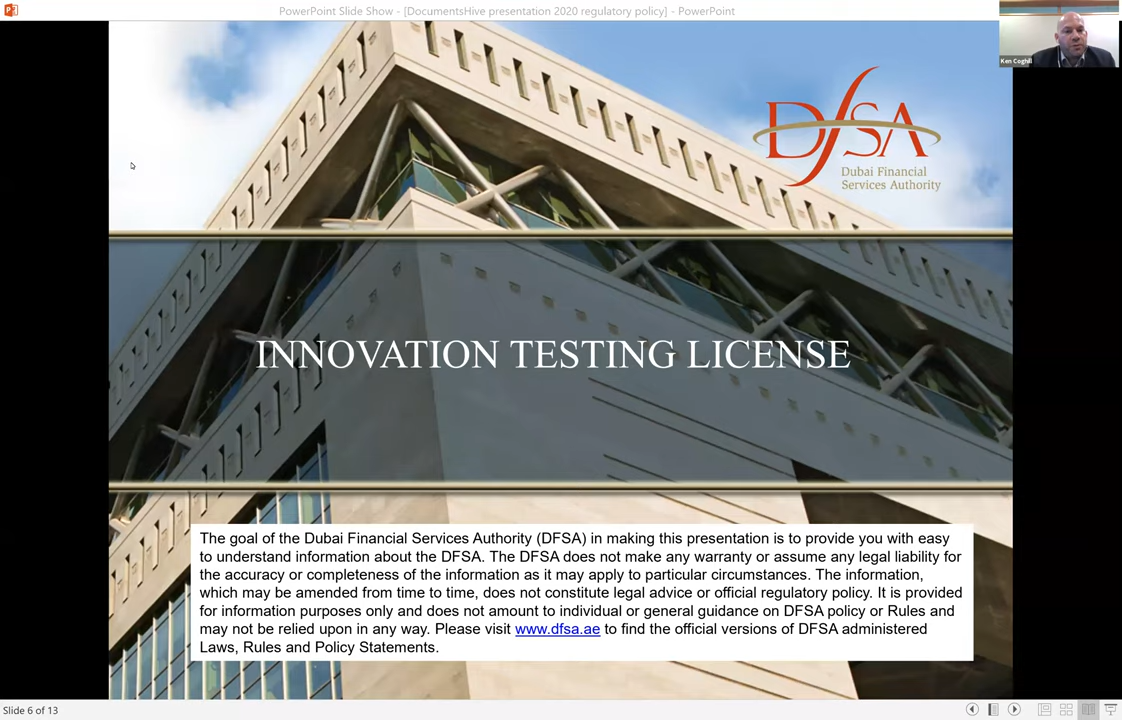 PowerPoint Slide Show - [DocumentsHive presentation 2020 regulatory policy] - PowerPoint
Ken Coghill
DFSA
Dubai Financial
Services Authority
INNOVATION TESTING LICENSE
The goal of the Dubai Financial Services Authority (DFSA) in making this presentation is to provide you with easy
to understand information about the DFSA. The DFSA does not make any warranty or assume any legal liability for
the accuracy or completeness of the information as it may apply to particular circumstances. The information,
which may be amended from time to time, does not constitute legal advice or official regulatory policy. It is provided
for information purposes only and does not amount to individual or general guidance on DFSA policy or Rules and
may not be relied upon in any way. Please visit www.dfsa.ae to find the official versions of DFSA administered
Laws, Rules and Policy Statements.
Slide 6 of 13